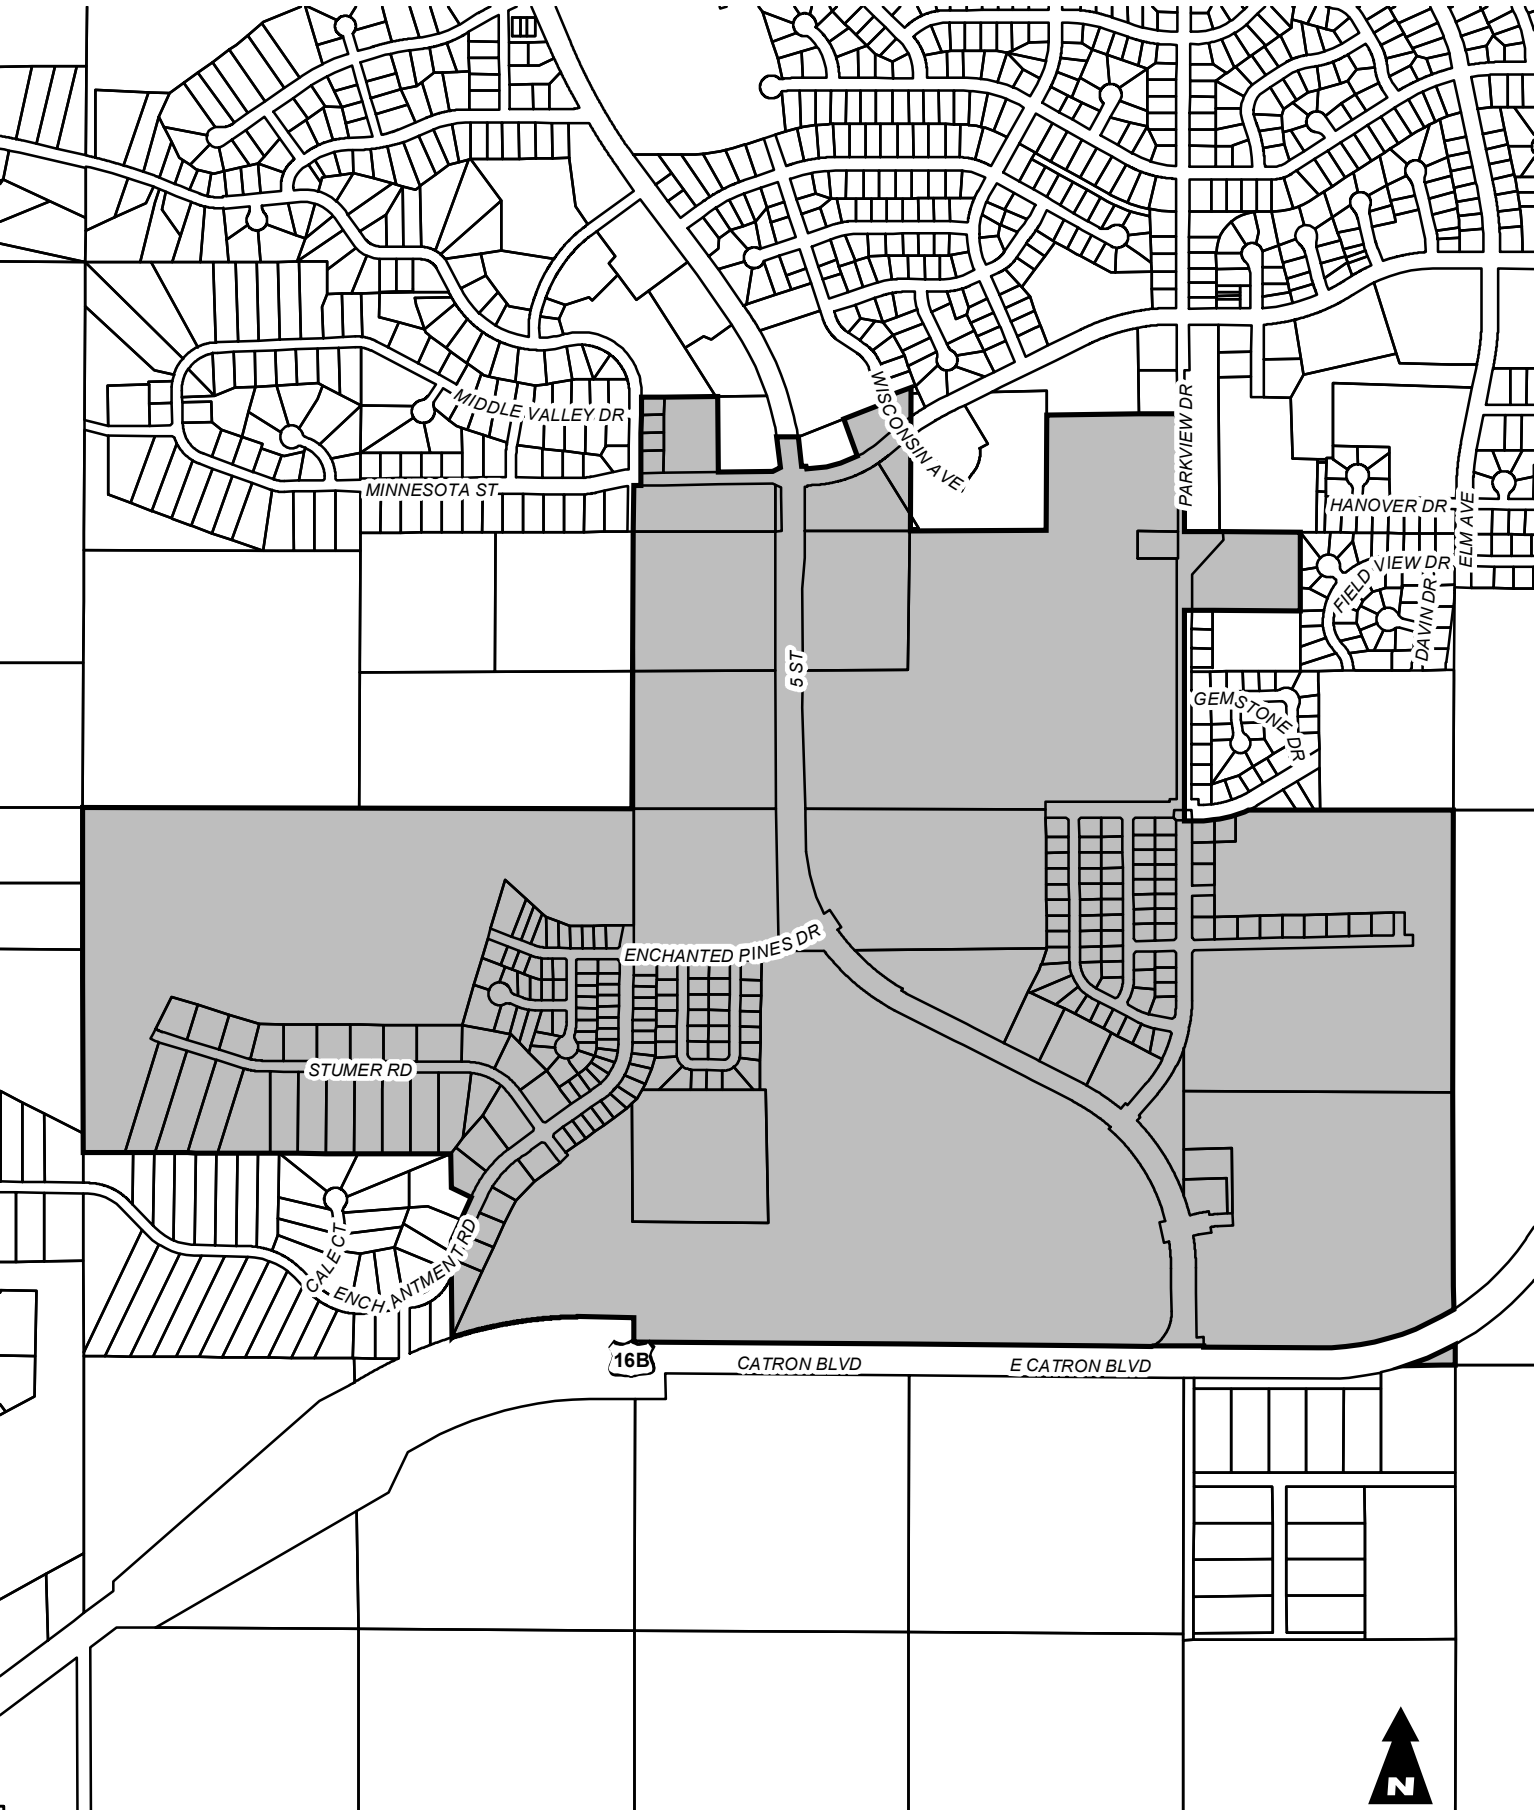 MIDDLE VALLEY DR
WISCONSIN AVE
PARKVIEW DR
MINNESOTA ST
HANOVER DR
ELM AVE
FIELD VIEW DR
DAVIN DR
5 ST
GEMSTONE DR
ENCHANTED PINES DR
STUMER RD
CALE CT
ENCHANTMENT RD
16B
CATRON BLVD
E CATRON BLVD
N